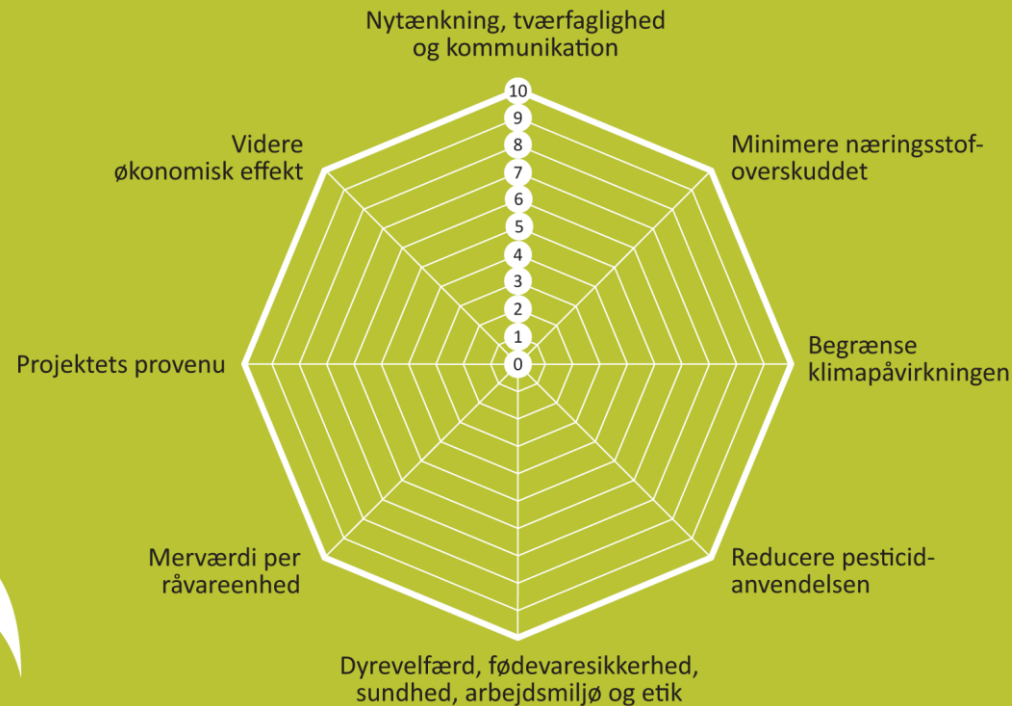 Nytænkning, tværfaglighed
og kommunikation
10
9
8
7
6
5
4
3
2
1
0
Minimere næringsstof-
overskuddet
Begrænse
klimapåvirkningen
Reducere pesticid-
anvendelsen
Dyrevelfærd, fødevaresikkerhed,
sundhed, arbejdsmiljø og etik
Merværdi per
råvareenhed
Projektets provenu
Videre
økonomisk effekt